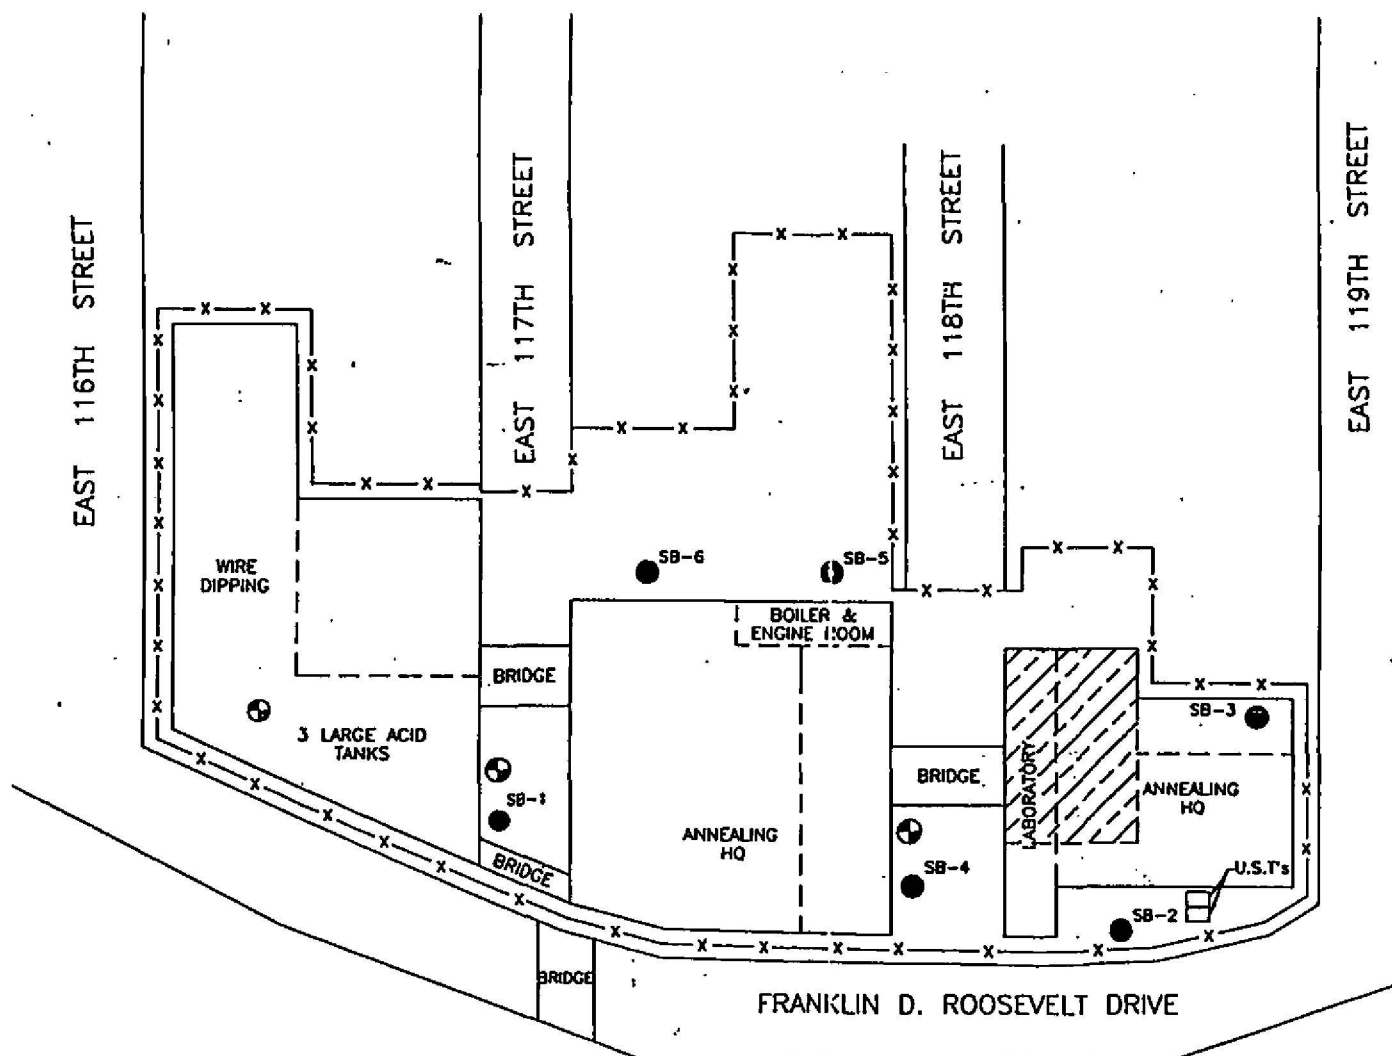 EAST 116TH STREET
EAST 117TH STREET
EAST 118TH STREET
EAST 119TH STREET
SB-6
SB-5
WIRE
DIPPING
BOILER &
ENGINE ROOM
BRIDGE
SB-3
3 LARGE ACID
TANKS
BRIDGE
LABORATORY
ANNEALING
HQ
SB-1
ANNEALING
HQ
BRIDGE
SB-4
U.S.T's
SB-2
BRIDGE
FRANKLIN D. ROOSEVELT DRIVE